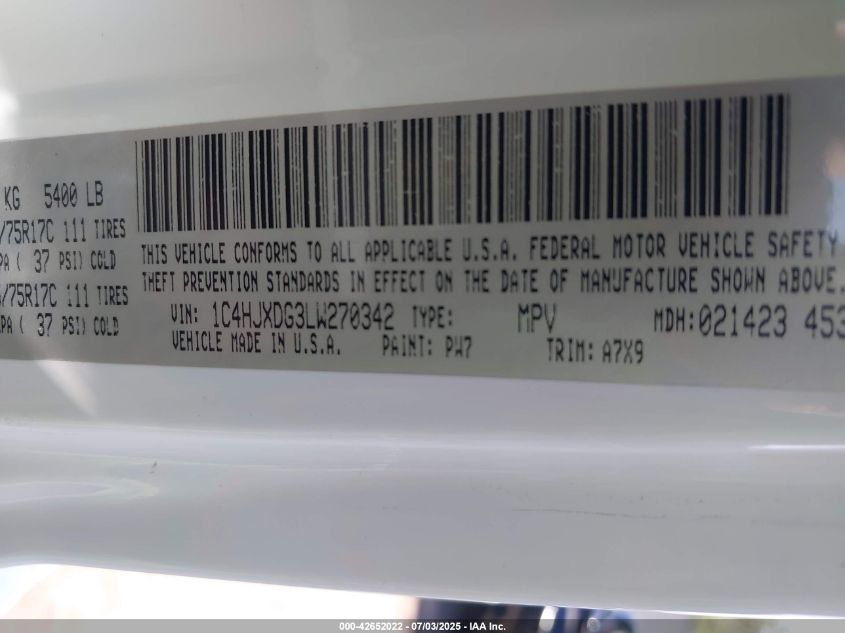 KG 5400 LB
/75R17C 111 TIRES
PA ( 37 PSI) COLD
/75R17C 111 TIRES
PA ( 37 PSI) COLD
THIS VEHICLE CONFORMS TO ALL APPLICABLE U.S.A. FEDERAL MOTOR VEHICLE SAFETY
THEFT PREVENTION STANDARDS IN EFFECT ON THE DATE OF MANUFACTURE SHOWN ABOVE.
VIN: 1C4HJXDG3LW270342 TYPE: MPV MDH:021423 453
VEHICLE MADE IN U.S.A. PAINT: PW7 TRIM: A7X9
000-42652022 - 07/03/2025 - IAA Inc.